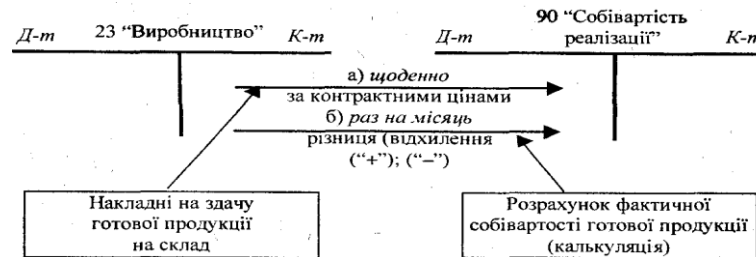 Д-т 23 “Виробництво” К-т
Д-т 90 “Собівартість реалізації” К-т
а) щоденно
за контрактними цінами
б) раз на місяць
різниця (відхилення
(“+”); (“–”)
Накладні на здачу
готової продукції
на склад
Розрахунок фактичної
собівартості готової продукції
(калькуляція)